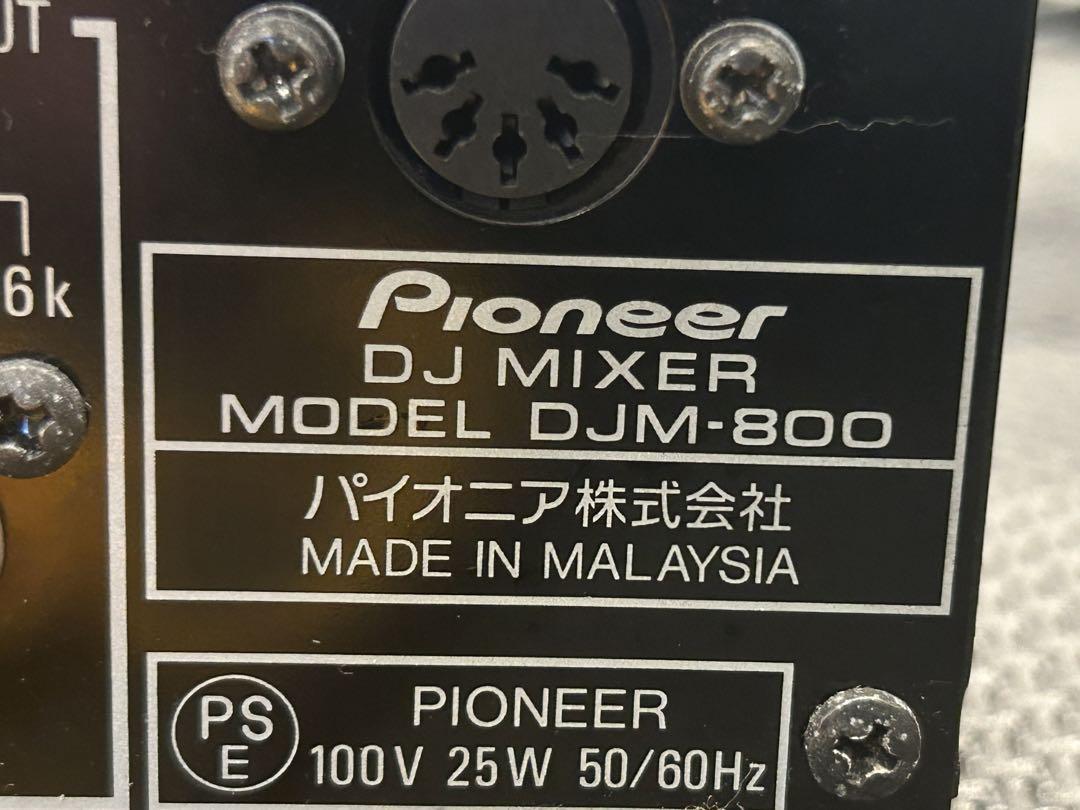 UT
6k
Pioneer
DJ MIXER
MODEL DJM-800
パイオニア株式会社
MADE IN MALAYSIA
PS
E
PIONEER
100V 25W 50/60Hz